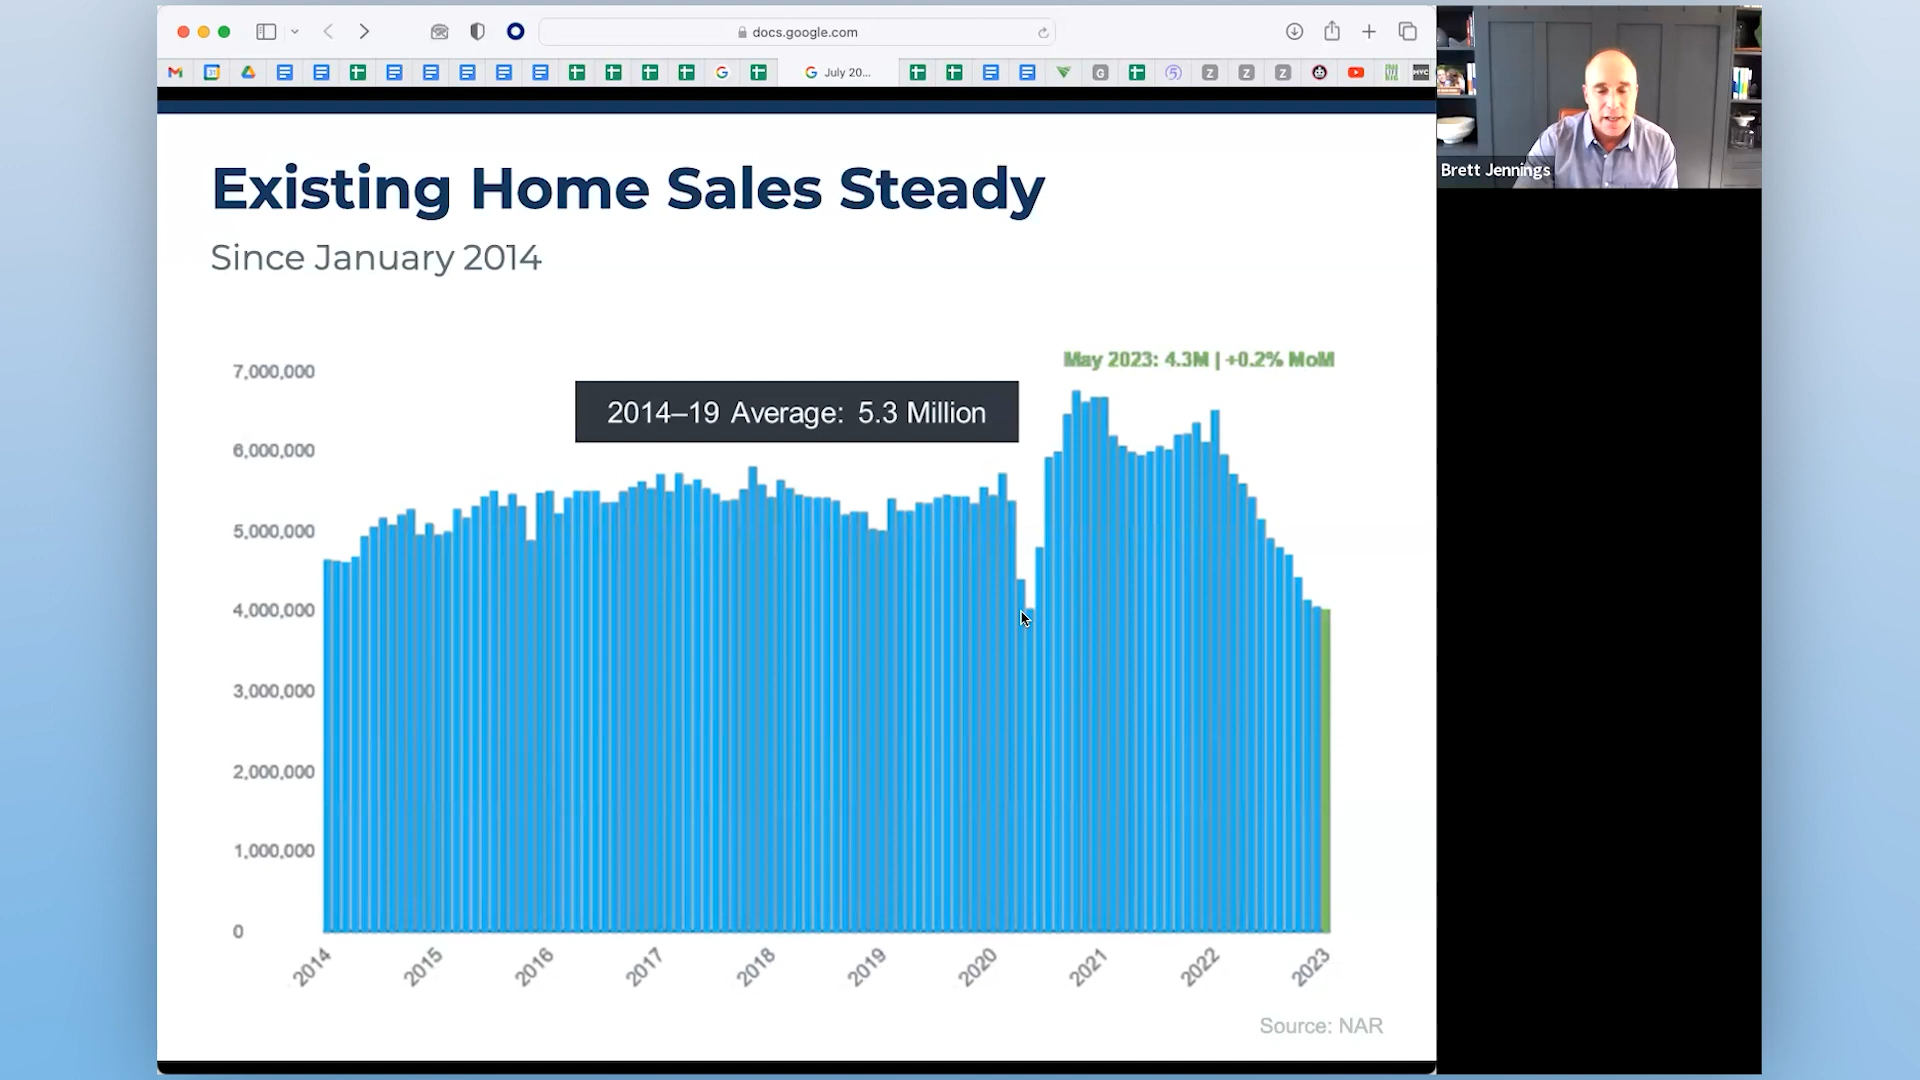 docs.google.com
July 20...
MYC
Brett Jennings
Existing Home Sales Steady
Since January 2014
May 2023: 4.3M | +0.2% MoM
2014–19 Average: 5.3 Million
7,000,000
6,000,000
5,000,000
4,000,000
3,000,000
2,000,000
1,000,000
0
2014
2015
2016
2017
2018
2019
2020
2021
2022
2023
Source: NAR